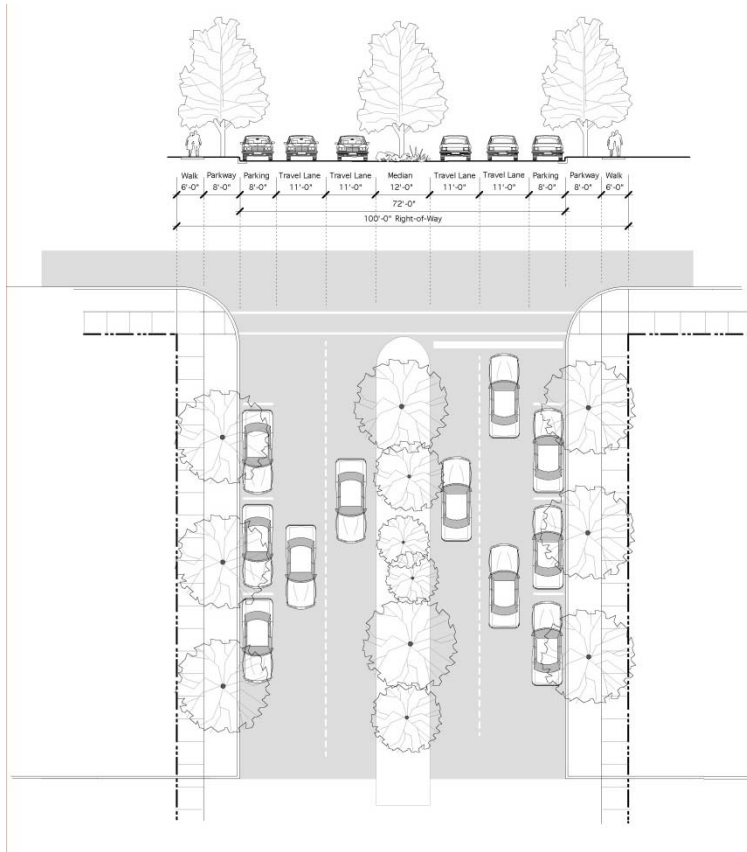 Walk Parkway Parking Travel Lane Travel Lane Median Travel Lane Travel Lane Parking Parkway Walk
6'-0" 8'-0" 8'-0" 11'-0" 11'-0" 12'-0" 11'-0" 11'-0" 8'-0" 8'-0" 6'-0"
72'-0"
100'-0" Right-of-Way